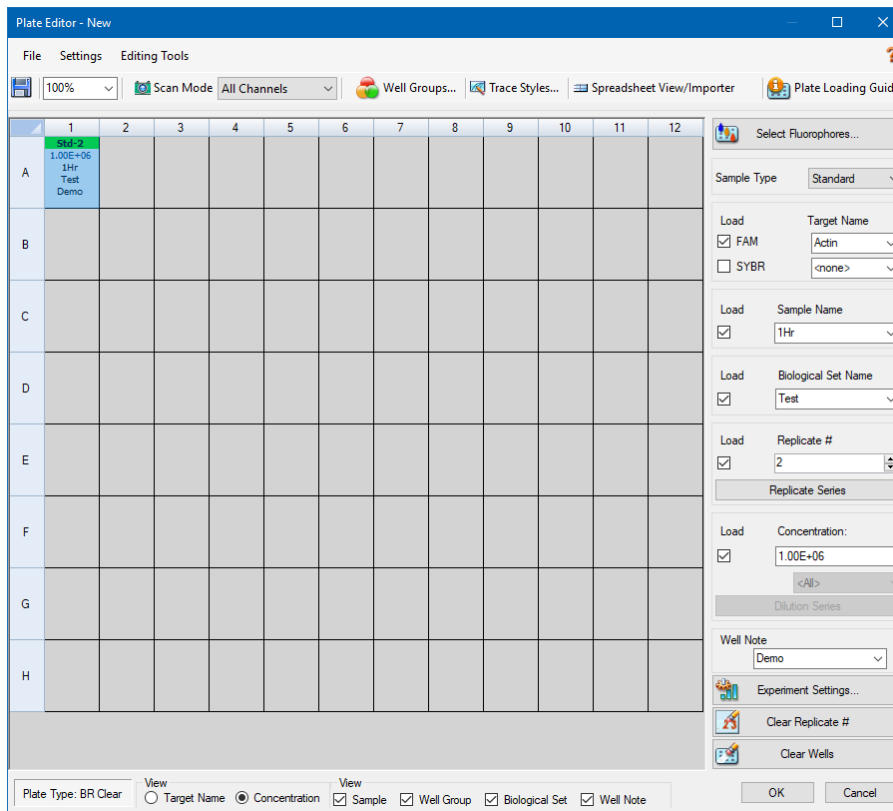 Plate Editor - New
File Settings Editing Tools
?
100% Scan Mode All Channels Well Groups... Trace Styles... Spreadsheet View/Importer Plate Loading Guid
1 2 3 4 5 6 7 8 9 10 11 12
A
Std-2
1.00E+06
1Hr
Test
Demo
B
C
D
E
F
G
H
Select Fluorophores...
Sample Type Standard
Load Target Name
FAM Actin
SYBR <none>
Load Sample Name
1Hr
Load Biological Set Name
Test
Load Replicate #
2
Replicate Series
Load Concentration:
1.00E+06
<All>
Dilution Series
Well Note
Demo
Experiment Settings...
Clear Replicate #
Clear Wells
Plate Type: BR Clear
View
Target Name Concentration
View
Sample Well Group Biological Set Well Note
OK Cancel